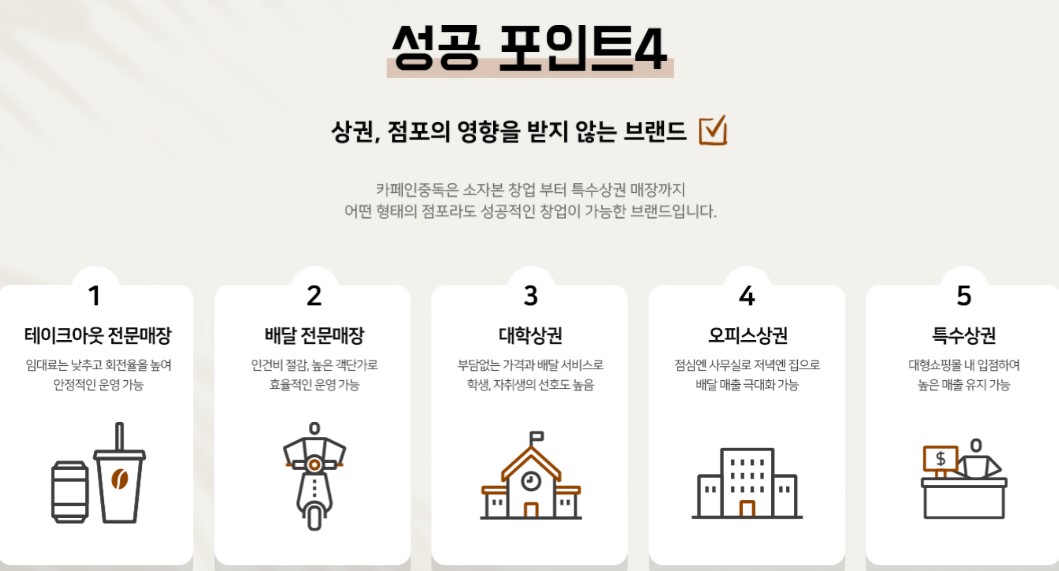 성공 포인트4
상권, 점포의 영향을 받지 않는 브랜드
카페인중독은 소자본 창업 부터 특수상권 매장까지
어떤 형태의 점포라도 성공적인 창업이 가능한 브랜드입니다.
1
테이크아웃 전문매장
임대료는 낮추고 회전율을 높여
안정적인 운영 가능
2
배달 전문매장
인건비 절감, 높은 객단가로
효율적인 운영 가능
3
대학상권
부담없는 가격과 배달 서비스로
학생, 자취생의 선호도 높음
4
오피스상권
점심엔 사무실로 저녁엔 집으로
배달 매출 극대화 가능
5
특수상권
대형쇼핑몰 내 입점하여
높은 매출 유지 가능
$